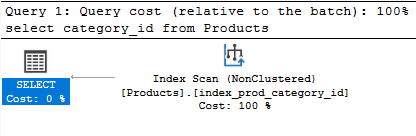 Query 1: Query cost (relative to the batch): 100%
select category_id from Products
SELECT
Cost: 0 %
Index Scan (NonClustered)
[Products].[index_prod_category_id]
Cost: 100 %